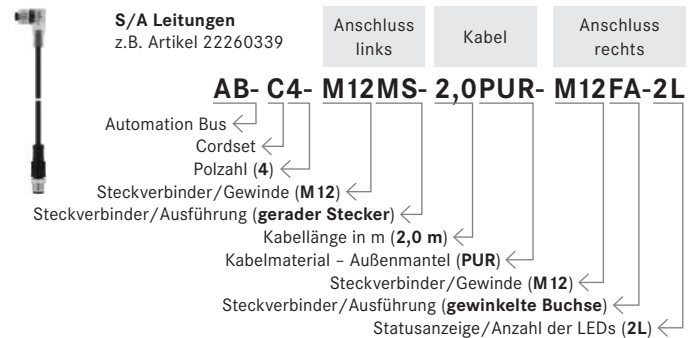 S/A Leitungen
z.B. Artikel 22260339
Anschluss
links
Kabel
Anschluss
rechts
AB- C4- M12MS- 2,0PUR- M12FA-2L
Automation Bus
Cordset
Polzahl (4)
Steckverbinder/Gewinde (M12)
Steckverbinder/Ausführung (gerader Stecker)
Kabellänge in m (2,0 m)
Kabelmaterial – Außenmantel (PUR)
Steckverbinder/Gewinde (M12)
Steckverbinder/Ausführung (gewinkelte Buchse)
Statusanzeige/Anzahl der LEDs (2L)